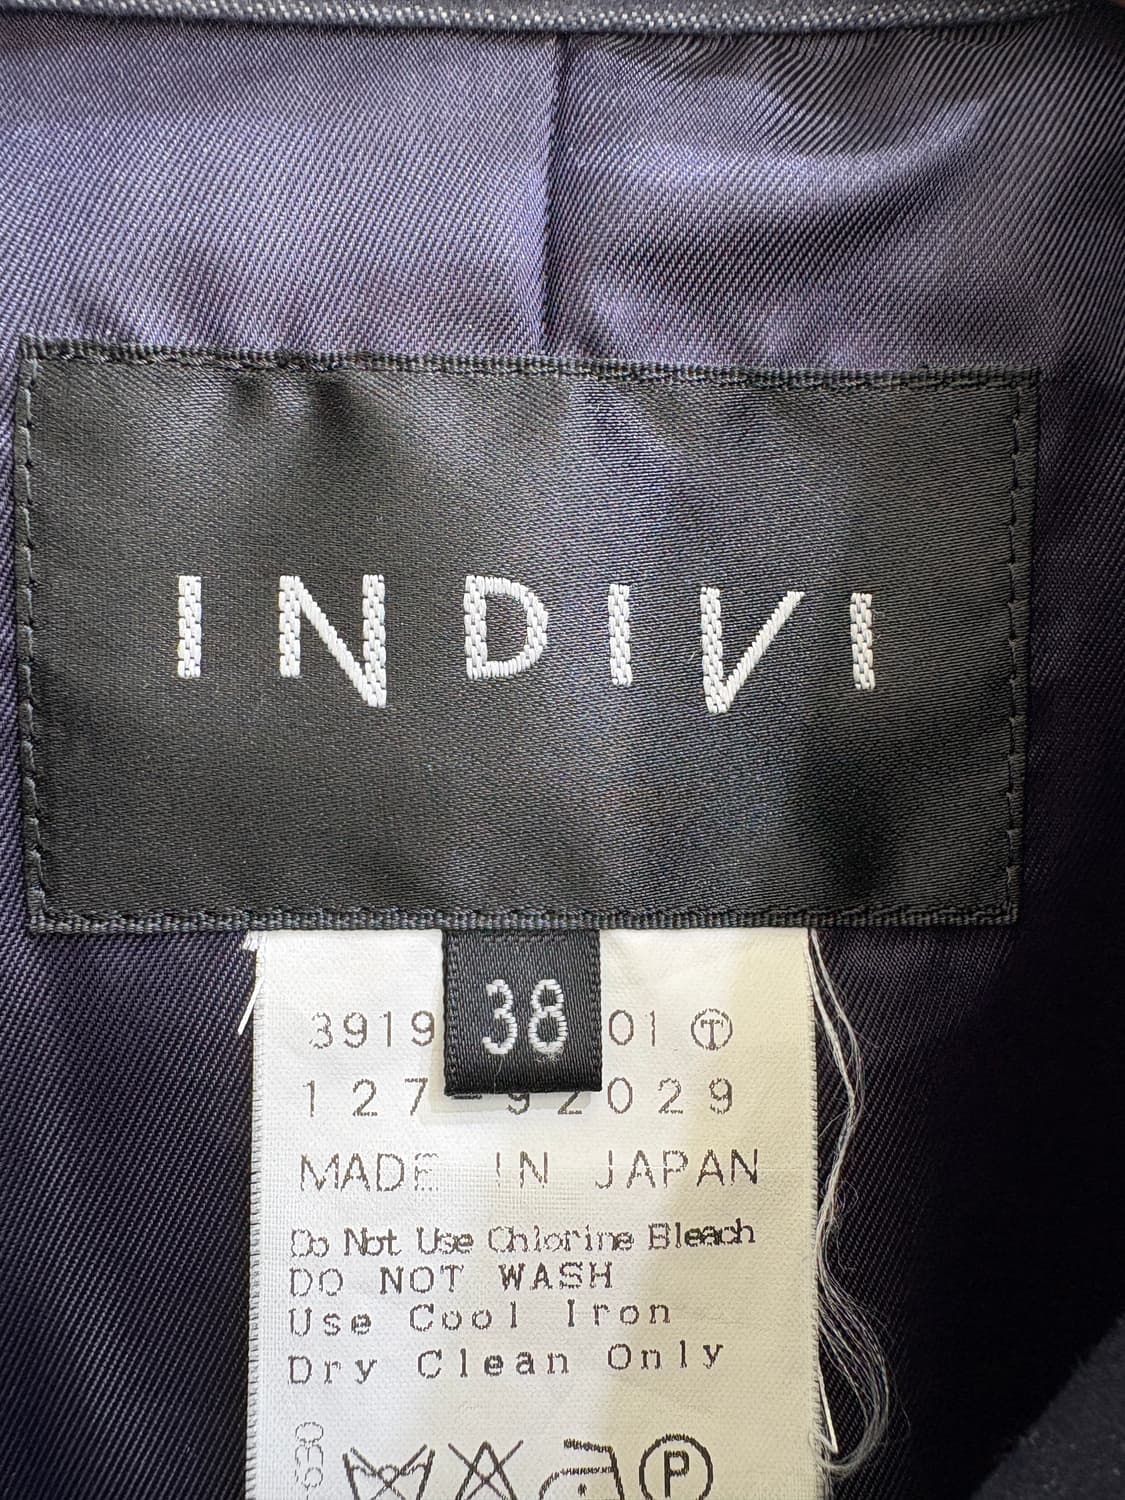 INDIVI
38
3919 01 Ⓣ
127-92029
MADE IN JAPAN
Do Not Use Chlorine Bleach
DO NOT WASH
Use Cool Iron
Dry Clean Only
P